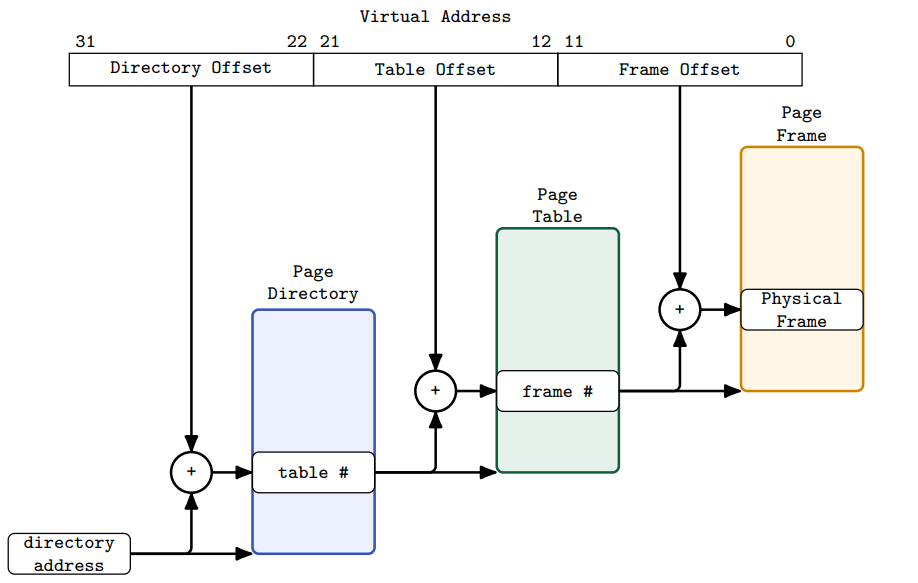 Virtual Address
31 22 21 12 11 0
Directory Offset Table Offset Frame Offset
Page
Frame
Page
Table
Page
Directory
+ Physical
Frame
+ frame #
+ table #
directory
address